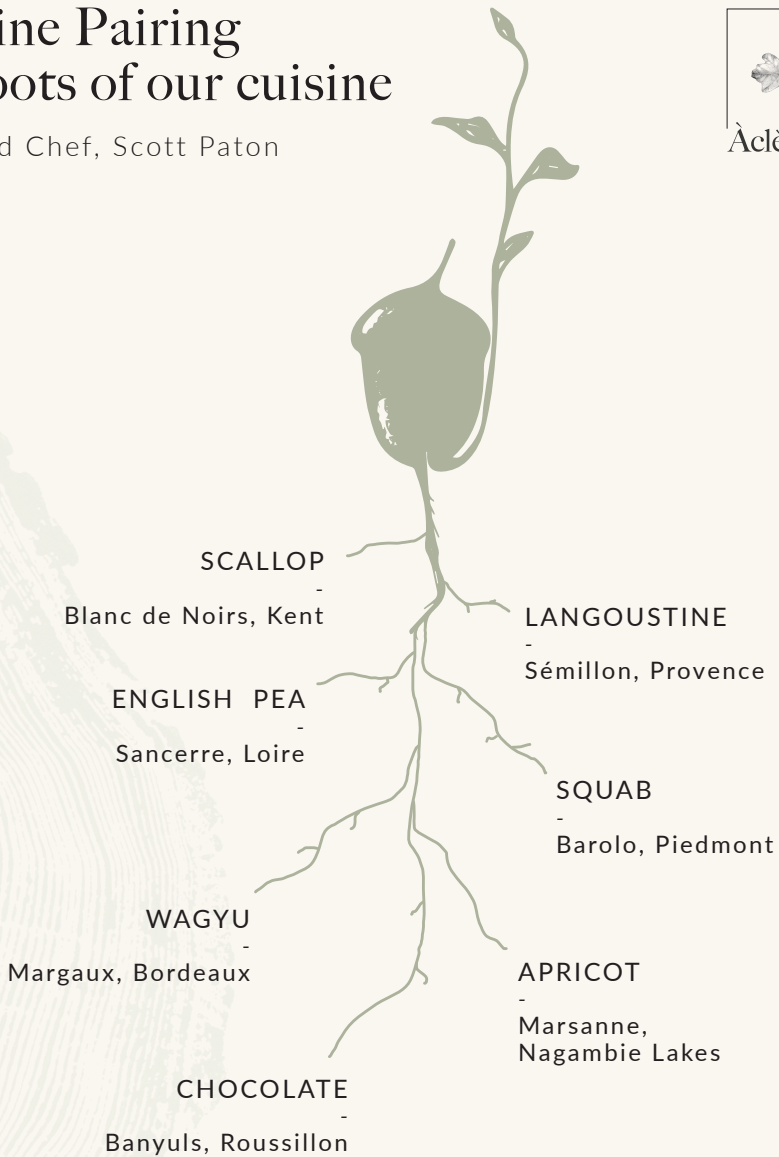 ine Pairing
oots of our cuisine
d Chef, Scott Paton
Àclè
SCALLOP
-
Blanc de Noirs, Kent
LANGOUSTINE
-
Sémillon, Provence
ENGLISH PEA
-
Sancerre, Loire
SQUAB
-
Barolo, Piedmont
WAGYU
-
Margaux, Bordeaux
APRICOT
-
Marsanne,
Nagambie Lakes
CHOCOLATE
-
Banyuls, Roussillon